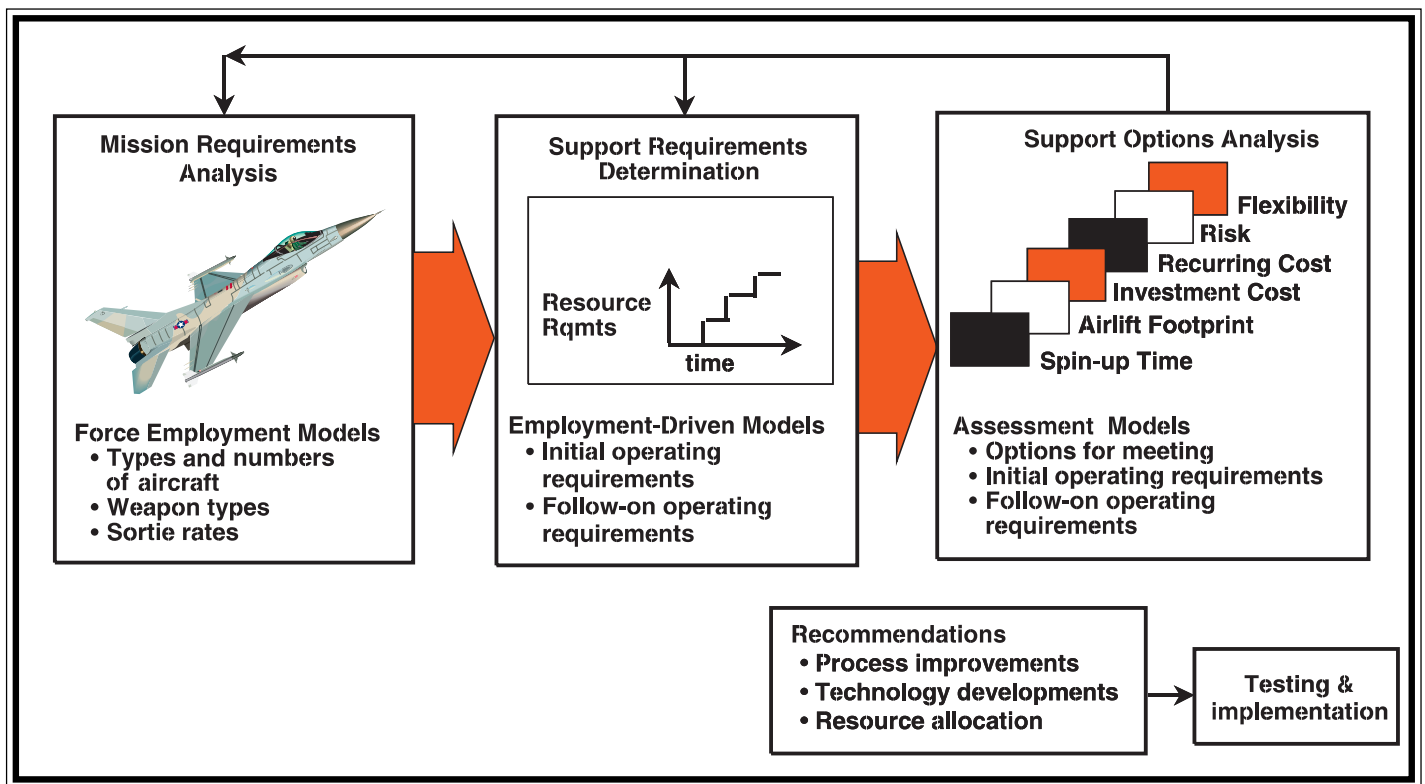 Mission Requirements
Analysis
Force Employment Models
• Types and numbers
of aircraft
• Weapon types
• Sortie rates
Support Requirements
Determination
Resource
Rqmts
time
Employment-Driven Models
• Initial operating
requirements
• Follow-on operating
requirements
Support Options Analysis
Flexibility
Risk
Recurring Cost
Investment Cost
Airlift Footprint
Spin-up Time
Assessment Models
• Options for meeting
• Initial operating requirements
• Follow-on operating
requirements
Recommendations
• Process improvements
• Technology developments
• Resource allocation
Testing &
implementation